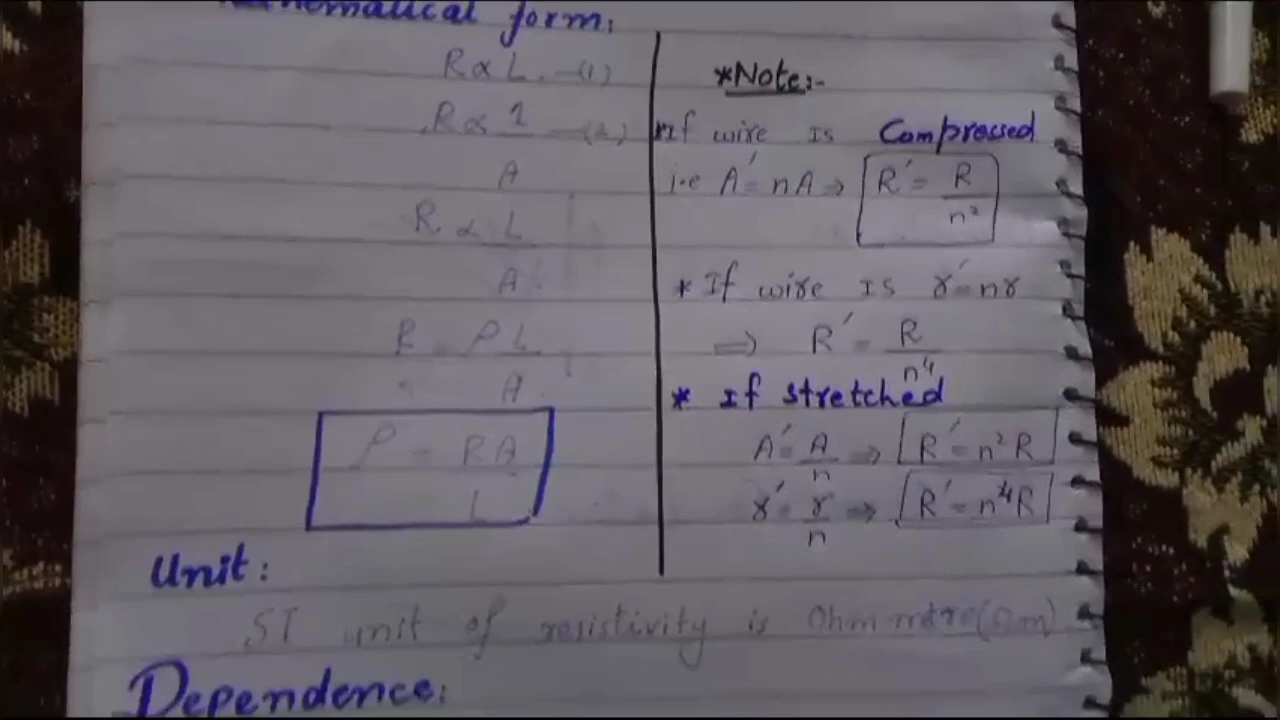 Mathematical form:
R ∝ L —(1)
R ∝ 1 —(2)
A
R ∝ L
A
R = ρ L
A
ρ = RA
L
*Note:-
*If wire is Compressed
i.e A' = nA ⇒ R' = R
n²
* If wire is r' = nr
⇒ R' = R
n⁴
* If stretched
A' = A ⇒ R' = n²R
n
r' = r ⇒ R' = n⁴R
n
Unit:
SI unit of resistivity is Ohm metre (Ωm)
Dependence: